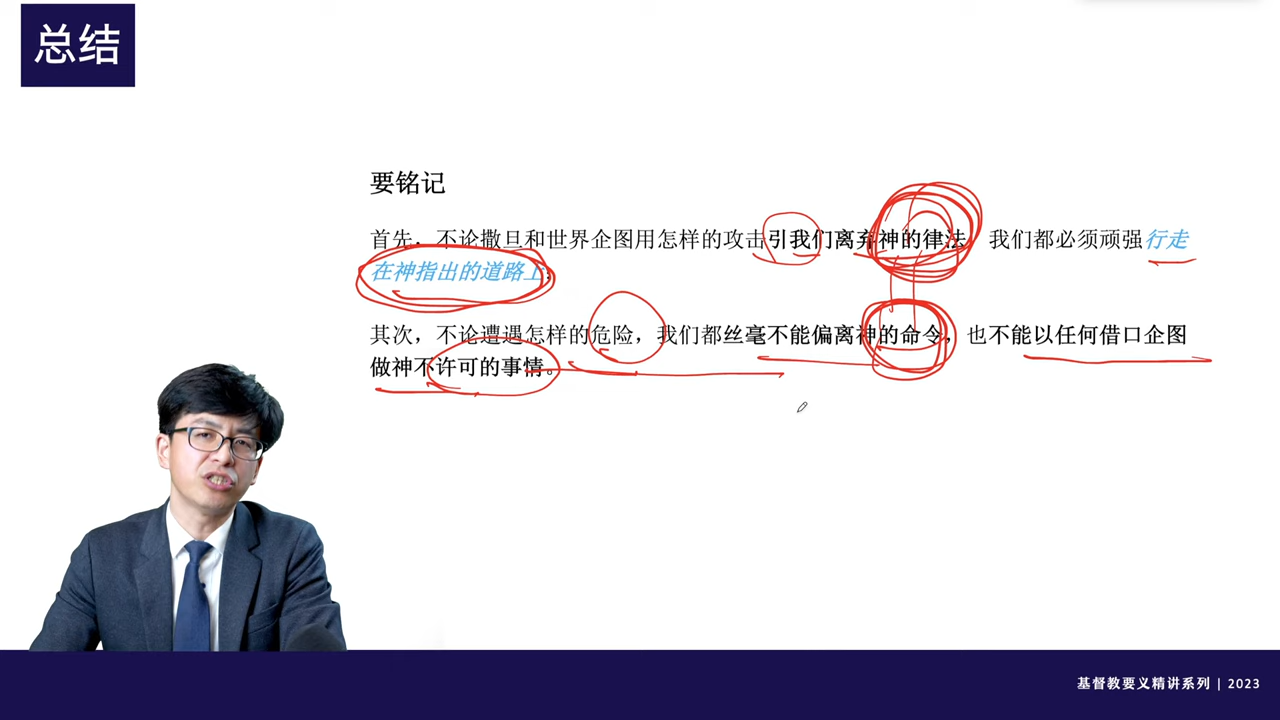 总结
要铭记
首先，不论撒旦和世界企图用怎样的攻击引我们离弃神的律法，我们都必须顽强行走
在神指出的道路上；
其次，不论遭遇怎样的危险，我们都丝毫不能偏离神的命令，也不能以任何借口企图
做神不许可的事情。
基督教要义精讲系列 | 2023